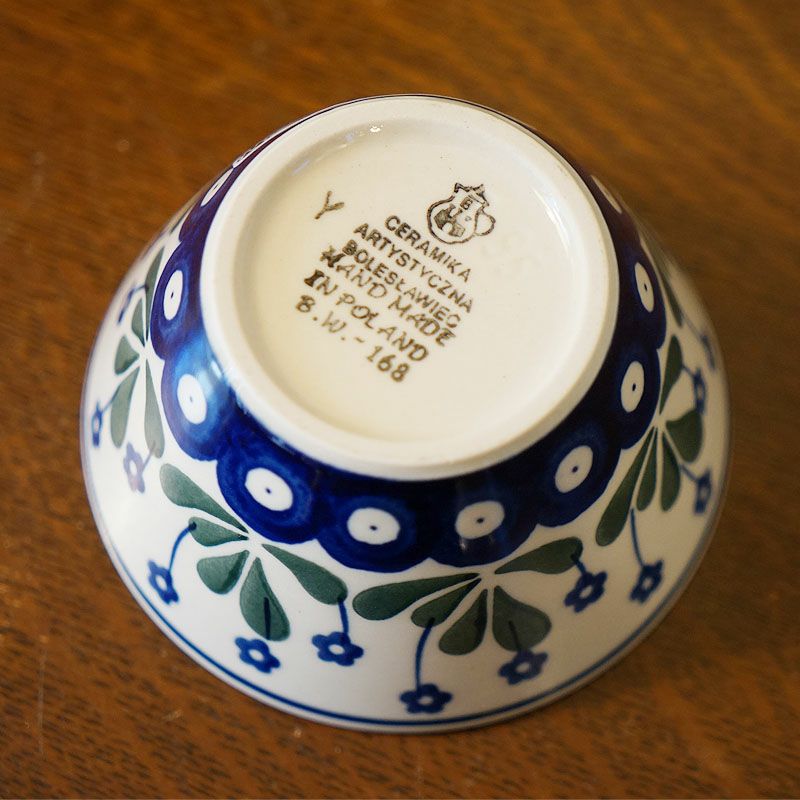 Y
CERAMIKA
ARTYSTYCZNA
BOLESŁAWIEC
HAND MADE
IN POLAND
B.W.-168